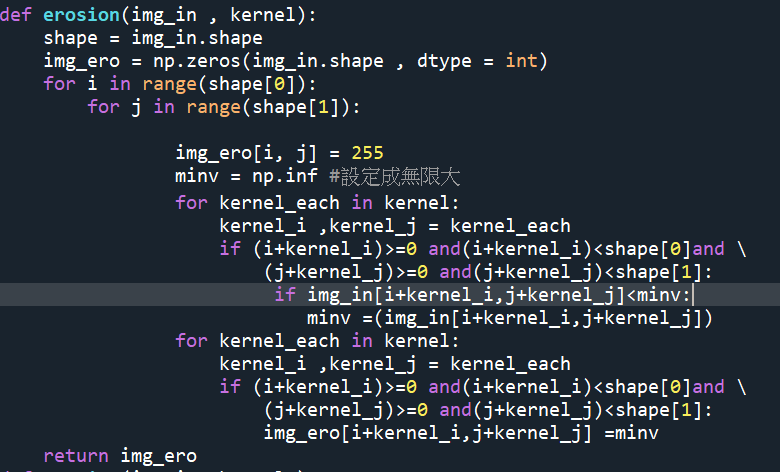 def erosion(img_in , kernel):
    shape = img_in.shape
    img_ero = np.zeros(img_in.shape , dtype = int)
    for i in range(shape[0]):
        for j in range(shape[1]):
                img_ero[i, j] = 255
                minv = np.inf #設定成無限大
                for kernel_each in kernel:
                    kernel_i ,kernel_j = kernel_each
                    if (i+kernel_i)>=0 and(i+kernel_i)<shape[0]and \
                        (j+kernel_j)>=0 and(j+kernel_j)<shape[1]:
                         if img_in[i+kernel_i,j+kernel_j]<minv:
                            minv =(img_in[i+kernel_i,j+kernel_j])
                for kernel_each in kernel:
                    kernel_i ,kernel_j = kernel_each
                    if (i+kernel_i)>=0 and(i+kernel_i)<shape[0]and \
                        (j+kernel_j)>=0 and(j+kernel_j)<shape[1]:
                        img_ero[i+kernel_i,j+kernel_j] =minv
    return img_ero